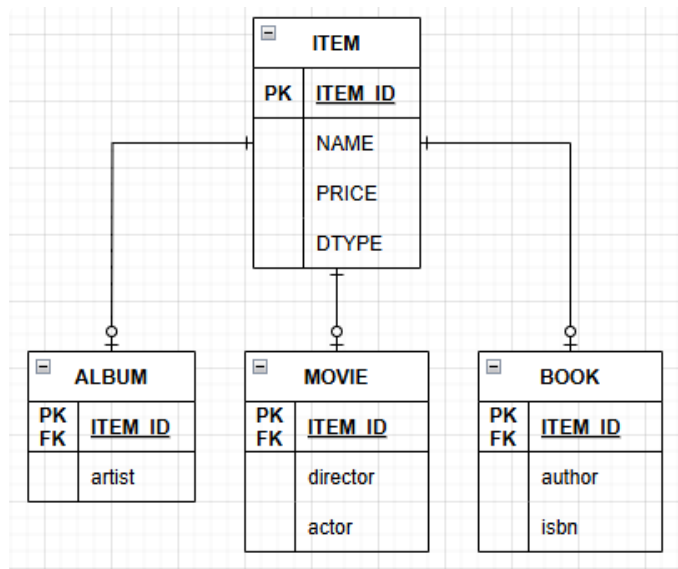 ITEM
PK ITEM_ID
NAME
PRICE
DTYPE
ALBUM
PK
FK ITEM_ID
artist
MOVIE
PK
FK ITEM_ID
director
actor
BOOK
PK
FK ITEM_ID
author
isbn